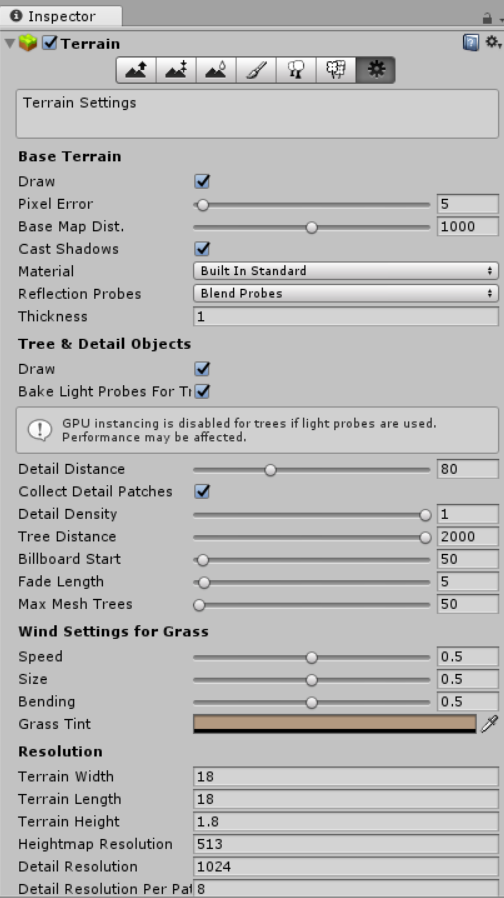 Inspector
Terrain
Terrain Settings
Base Terrain
Draw
Pixel Error 5
Base Map Dist. 1000
Cast Shadows
Material Built In Standard
Reflection Probes Blend Probes
Thickness 1
Tree & Detail Objects
Draw
Bake Light Probes For Tr
GPU instancing is disabled for trees if light probes are used.
Performance may be affected.
Detail Distance 80
Collect Detail Patches
Detail Density 1
Tree Distance 2000
Billboard Start 50
Fade Length 5
Max Mesh Trees 50
Wind Settings for Grass
Speed 0.5
Size 0.5
Bending 0.5
Grass Tint
Resolution
Terrain Width 18
Terrain Length 18
Terrain Height 1.8
Heightmap Resolution 513
Detail Resolution 1024
Detail Resolution Per Pat 8